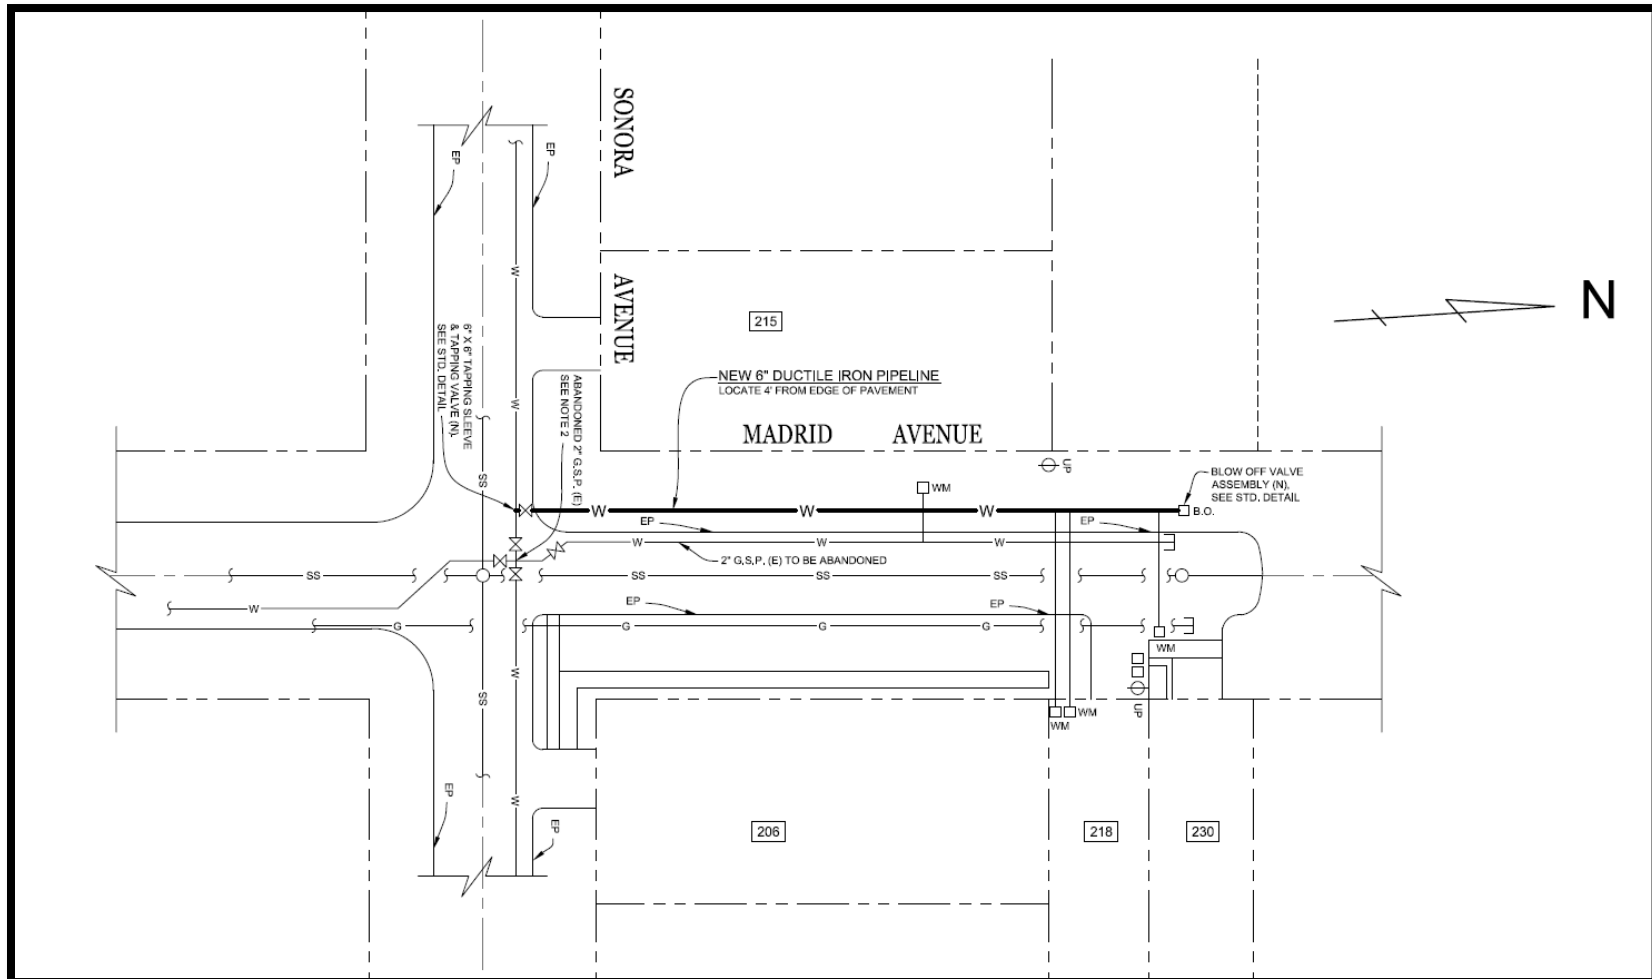 SONORA
AVENUE
EP
EP
W
215
N
6" X 6" TAPPING SLEEVE
& TAPPING VALVE (N).
SEE STD. DETAIL
ABANDONED 2" G.S.P. (E)
SEE NOTE 2
NEW 6" DUCTILE IRON PIPELINE
LOCATE 4' FROM EDGE OF PAVEMENT
W
MADRID AVENUE
UP
BLOW OFF VALVE
ASSEMBLY (N).
SEE STD. DETAIL
SS
WM
W W W B.O.
EP EP
W W W
2" G.S.P. (E) TO BE ABANDONED
SS SS SS SS
W
EP EP
G G G G
WM
W
SS
UP
WM
WM
EP
W
EP
206
218
230